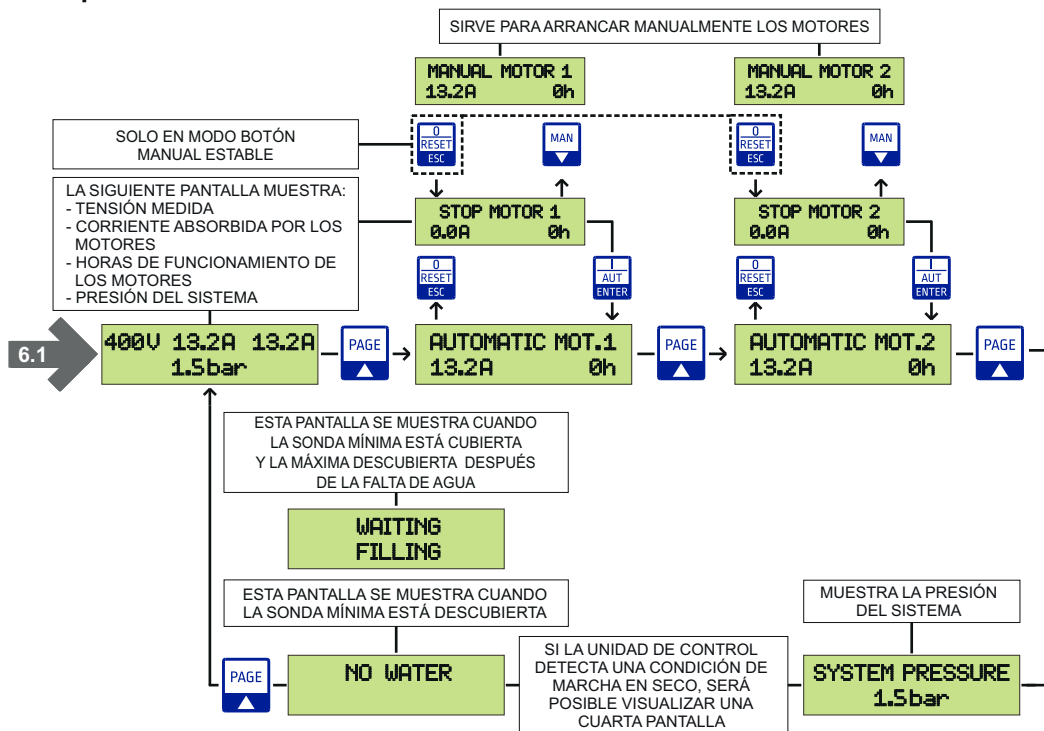 SIRVE PARA ARRANCAR MANUALMENTE LOS MOTORES
MANUAL MOTOR 1
13.2A 0h
MANUAL MOTOR 2
13.2A 0h
SOLO EN MODO BOTÓN
MANUAL ESTABLE
0
RESET
ESC
MAN
0
RESET
ESC
MAN
LA SIGUIENTE PANTALLA MUESTRA:
- TENSIÓN MEDIDA
- CORRIENTE ABSORBIDA POR LOS
MOTORES
- HORAS DE FUNCIONAMIENTO DE
LOS MOTORES
- PRESIÓN DEL SISTEMA
STOP MOTOR 1
0.0A 0h
STOP MOTOR 2
0.0A 0h
0
RESET
ESC
I
AUT
ENTER
0
RESET
ESC
I
AUT
ENTER
6.1
400V 13.2A 13.2A
1.5bar
PAGE
AUTOMATIC MOT.1
13.2A 0h
PAGE
AUTOMATIC MOT.2
13.2A 0h
PAGE
ESTA PANTALLA SE MUESTRA CUANDO
LA SONDA MÍNIMA ESTÁ CUBIERTA
Y LA MÁXIMA DESCUBIERTA DESPUÉS
DE LA FALTA DE AGUA
WAITING
FILLING
ESTA PANTALLA SE MUESTRA CUANDO
LA SONDA MÍNIMA ESTÁ DESCUBIERTA
MUESTRA LA PRESIÓN
DEL SISTEMA
PAGE
NO WATER
SI LA UNIDAD DE CONTROL
DETECTA UNA CONDICIÓN DE
MARCHA EN SECO, SERÁ
POSIBLE VISUALIZAR UNA
CUARTA PANTALLA
SYSTEM PRESSURE
1.5bar